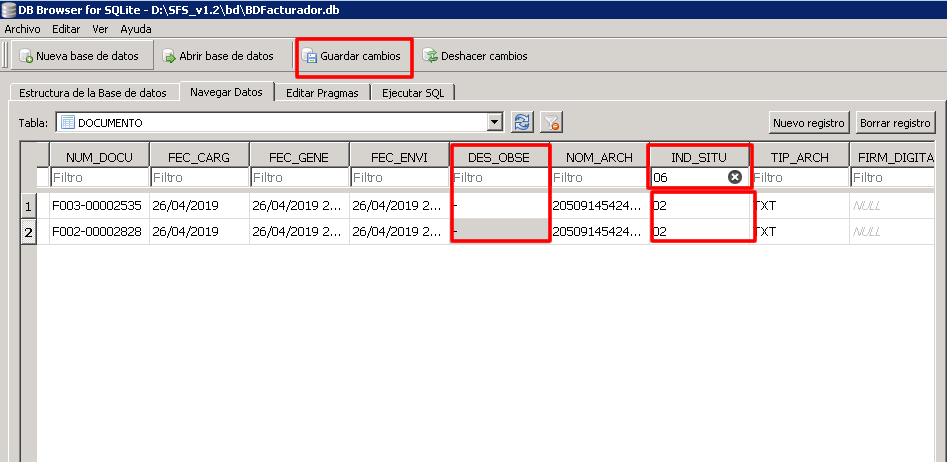 DB Browser for SQLite - D:\SFS_v1.2\bd\BDFacturador.db
Archivo Editar Ver Ayuda
Nueva base de datos Abrir base de datos Guardar cambios Deshacer cambios
Estructura de la Base de datos Navegar Datos Editar Pragmas Ejecutar SQL
Tabla: DOCUMENTO Nuevo registro Borrar registro
NUM_DOCU FEC_CARG FEC_GENE FEC_ENVI DES_OBSE NOM_ARCH IND_SITU TIP_ARCH FIRM_DIGITA
Filtro Filtro Filtro Filtro Filtro Filtro 06 Filtro Filtro
1 F003-00002535 26/04/2019 26/04/2019 2... 26/04/2019 2... - 20509145424... 02 TXT NULL
2 F002-00002828 26/04/2019 26/04/2019 2... 26/04/2019 2... - 20509145424... 02 TXT NULL